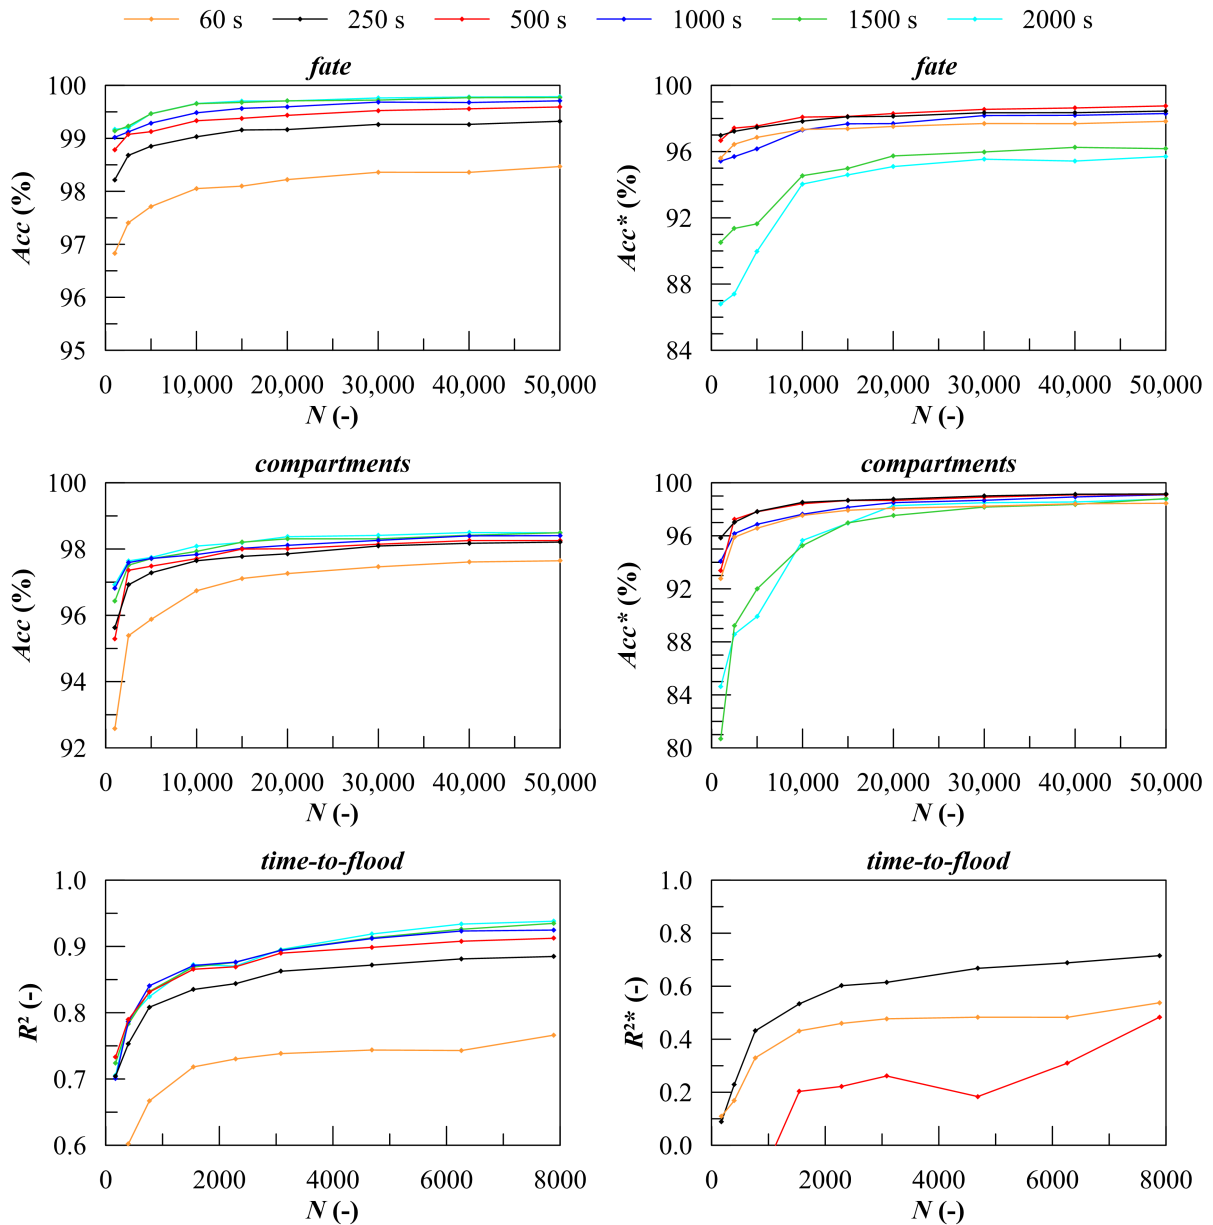 60 s 250 s 500 s 1000 s 1500 s 2000 s
fate
Acc (%)
100
99
98
97
96
95
0 10,000 20,000 30,000 40,000 50,000
N (-)
fate
Acc* (%)
100
96
92
88
84
0 10,000 20,000 30,000 40,000 50,000
N (-)
compartments
Acc (%)
100
98
96
94
92
0 10,000 20,000 30,000 40,000 50,000
N (-)
compartments
Acc* (%)
100
96
92
88
84
80
0 10,000 20,000 30,000 40,000 50,000
N (-)
time-to-flood
R² (-)
1.0
0.9
0.8
0.7
0.6
0 2000 4000 6000 8000
N (-)
time-to-flood
R²* (-)
1.0
0.8
0.6
0.4
0.2
0.0
0 2000 4000 6000 8000
N (-)